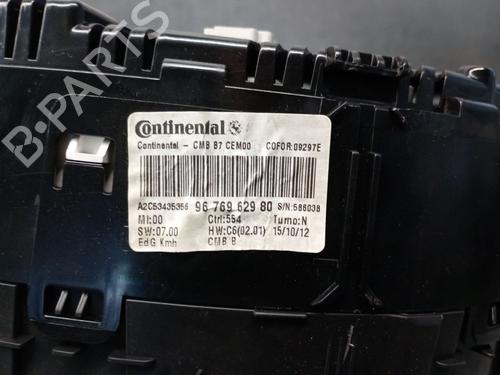 B-PARTS
Continental
Continental - CMB B7 CEM00 COFOR:09297E
A2C53435356 96 769 629 80 S/N:586038
MI:00 Ctrl:554 Turno:N
SW:07.00 HW:C6(02.01) 15/10/12
EdG Kmh CMB B